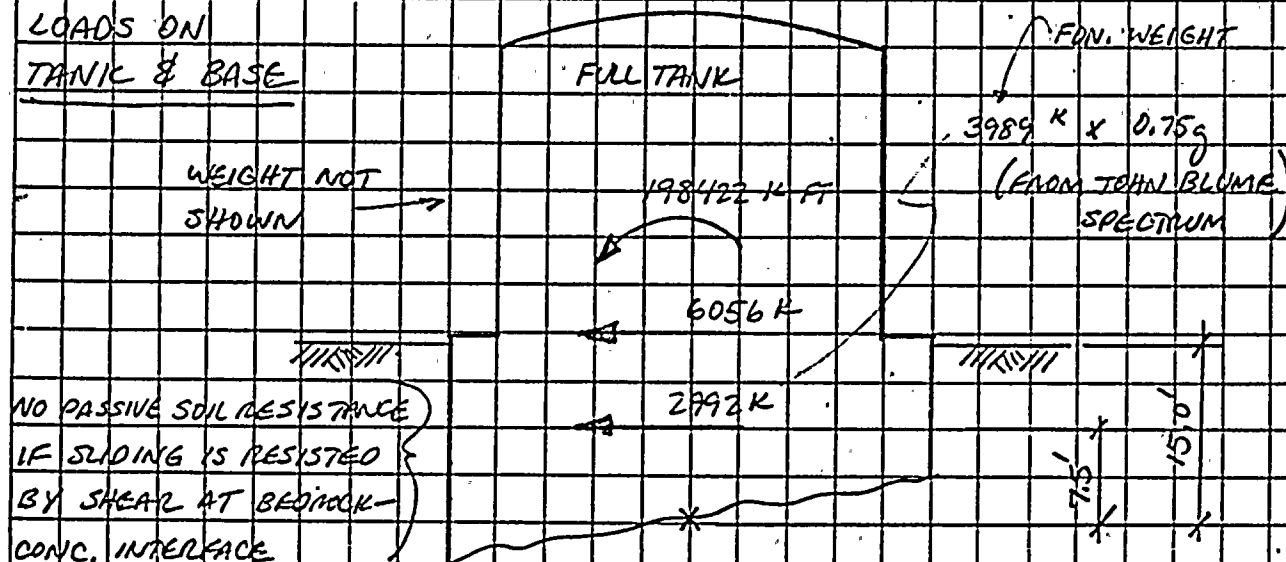 LOADS ON
TANK & BASE
FULL TANK
FDN. WEIGHT
3989 K x 0.75g
(FROM JOHN BLUME
SPECTRUM)
WEIGHT NOT
SHOWN
198422 K FT
6056 K
2992 K
NO PASSIVE SOIL RESISTANCE
IF SLIDING IS RESISTED
BY SHEAR AT BEDROCK-
CONC. INTERFACE
7.5'
15.0'